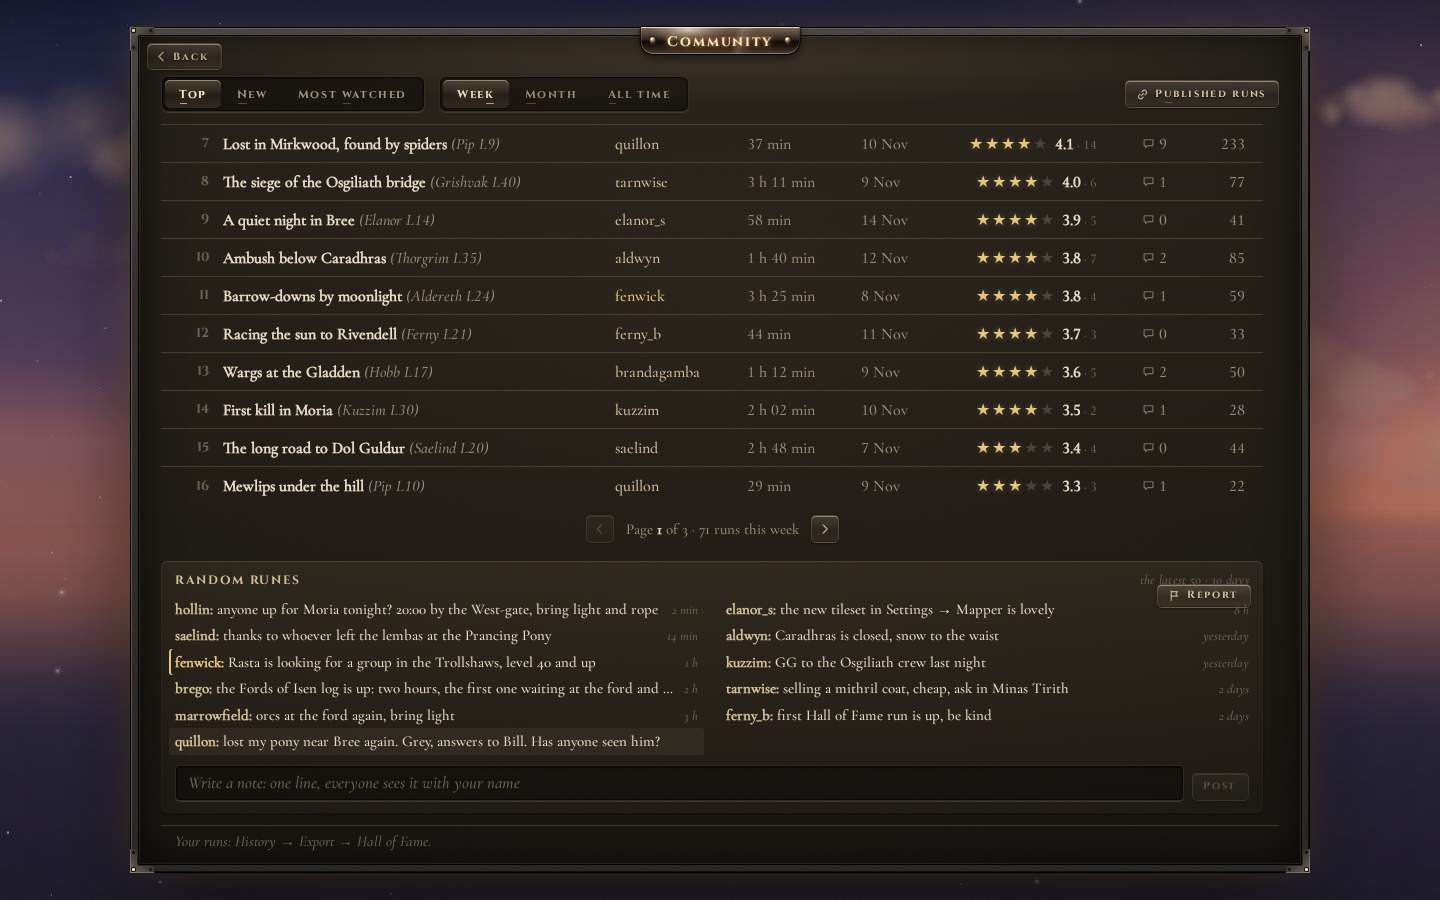 Community
Back
Top New Most watched Week Month All time Published runs
7 Lost in Mirkwood, found by spiders (Pip L9) quillon 37 min 10 Nov ★★★★★ 4.1 · 14 9 233
8 The siege of the Osgiliath bridge (Grishvak L40) tarnwise 3 h 11 min 9 Nov ★★★★★ 4.0 · 6 1 77
9 A quiet night in Bree (Elanor L14) elanor_s 58 min 14 Nov ★★★★★ 3.9 · 5 0 41
10 Ambush below Caradhras (Thorgrim L35) aldwyn 1 h 40 min 12 Nov ★★★★★ 3.8 · 7 2 85
11 Barrow-downs by moonlight (Aldereth L24) fenwick 3 h 25 min 8 Nov ★★★★★ 3.8 · 4 1 59
12 Racing the sun to Rivendell (Ferny L21) ferny_b 44 min 11 Nov ★★★★★ 3.7 · 3 0 33
13 Wargs at the Gladden (Hobb L17) brandagamba 1 h 12 min 9 Nov ★★★★★ 3.6 · 5 2 50
14 First kill in Moria (Kuzzim L30) kuzzim 2 h 02 min 10 Nov ★★★★★ 3.5 · 2 1 28
15 The long road to Dol Guldur (Saelind L20) saelind 2 h 48 min 7 Nov ★★★★★ 3.4 · 4 0 44
16 Mewlips under the hill (Pip L10) quillon 29 min 9 Nov ★★★★★ 3.3 · 3 1 22
Page 1 of 3 · 71 runs this week
RANDOM RUNES the latest 50 · 30 days
Report
hollin: anyone up for Moria tonight? 20:00 by the West-gate, bring light and rope 2 min
saelind: thanks to whoever left the lembas at the Prancing Pony 14 min
fenwick: Rasta is looking for a group in the Trollshaws, level 40 and up 1 h
brego: the Fords of Isen log is up: two hours, the first one waiting at the ford and ... 2 h
marrowfield: orcs at the ford again, bring light 3 h
quillon: lost my pony near Bree again. Grey, answers to Bill. Has anyone seen him?
elanor_s: the new tileset in Settings → Mapper is lovely 8 h
aldwyn: Caradhras is closed, snow to the waist yesterday
kuzzim: GG to the Osgiliath crew last night yesterday
tarnwise: selling a mithril coat, cheap, ask in Minas Tirith 2 days
ferny_b: first Hall of Fame run is up, be kind 2 days
Write a note: one line, everyone sees it with your name Post
Your runs: History → Export → Hall of Fame.